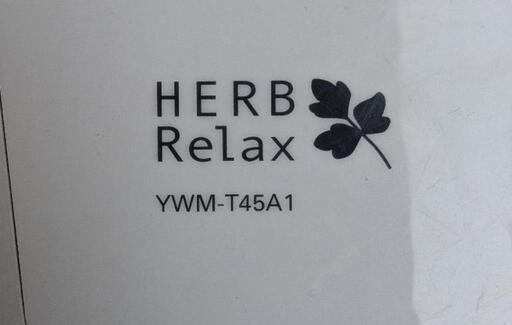 HERB
Relax
YWM-T45A1